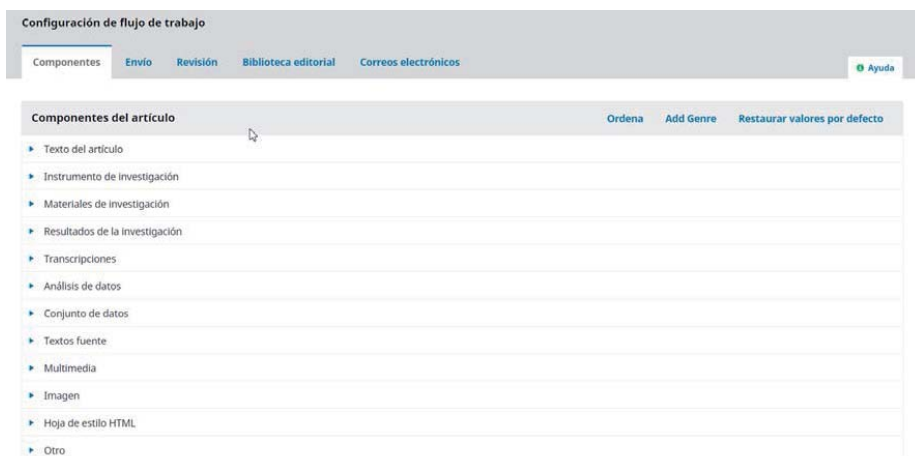 Configuración de flujo de trabajo
Componentes Envío Revisión Biblioteca editorial Correos electrónicos
Ayuda
Componentes del artículo Ordena Add Genre Restaurar valores por defecto
Texto del artículo
Instrumento de investigación
Materiales de investigación
Resultados de la investigación
Transcripciones
Análisis de datos
Conjunto de datos
Textos fuente
Multimedia
Imagen
Hoja de estilo HTML
Otro